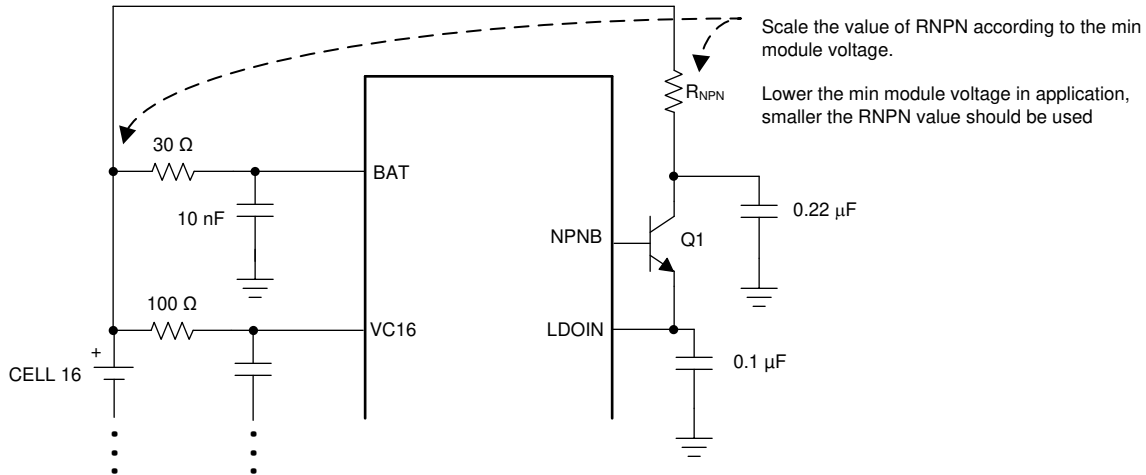 Scale the value of RNPN according to the min
module voltage.
Lower the min module voltage in application,
smaller the RNPN value should be used
RNPN
30 Ω
BAT
10 nF
0.22 μF
NPNB
Q1
100 Ω
VC16
LDOIN
+
CELL 16
0.1 μF